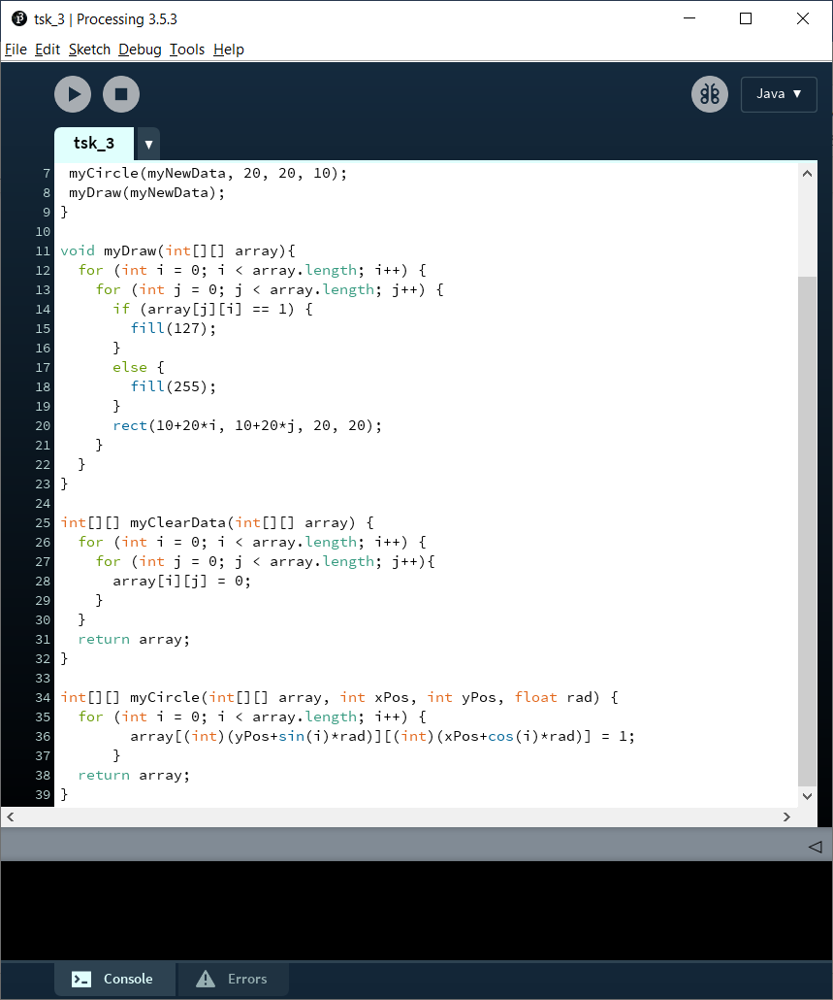 tsk_3 | Processing 3.5.3
File Edit Sketch Debug Tools Help
Java ▼
tsk_3 ▼
7 myCircle(myNewData, 20, 20, 10);
8 myDraw(myNewData);
9 }
10
11 void myDraw(int[][] array){
12 for (int i = 0; i < array.length; i++) {
13 for (int j = 0; j < array.length; j++) {
14 if (array[j][i] == 1) {
15 fill(127);
16 }
17 else {
18 fill(255);
19 }
20 rect(10+20*i, 10+20*j, 20, 20);
21 }
22 }
23 }
24
25 int[][] myClearData(int[][] array) {
26 for (int i = 0; i < array.length; i++) {
27 for (int j = 0; j < array.length; j++){
28 array[i][j] = 0;
29 }
30 }
31 return array;
32 }
33
34 int[][] myCircle(int[][] array, int xPos, int yPos, float rad) {
35 for (int i = 0; i < array.length; i++) {
36 array[(int)(yPos+sin(i)*rad)][(int)(xPos+cos(i)*rad)] = 1;
37 }
38 return array;
39 }
Console Errors